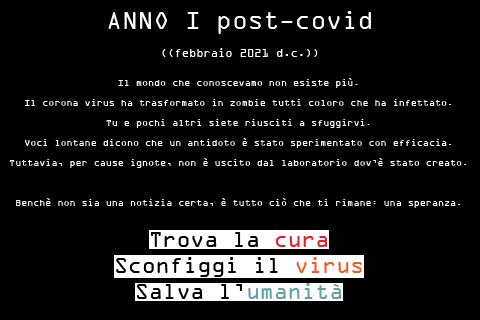 ANNO I post-covid
((febbraio 2021 d.c.))
Il mondo che conoscevamo non esiste più.
Il corona virus ha trasformato in zombie tutti coloro che ha infettato.
Tu e pochi altri siete riusciti a sfuggirvi.
Voci lontane dicono che un antidoto è stato sperimentato con efficacia.
Tuttavia, per cause ignote, non è uscito dal laboratorio dov'è stato creato.
Benchè non sia una notizia certa, è tutto ciò che ti rimane: una speranza.
Trova la cura
Sconfiggi il virus
Salva l'umanità